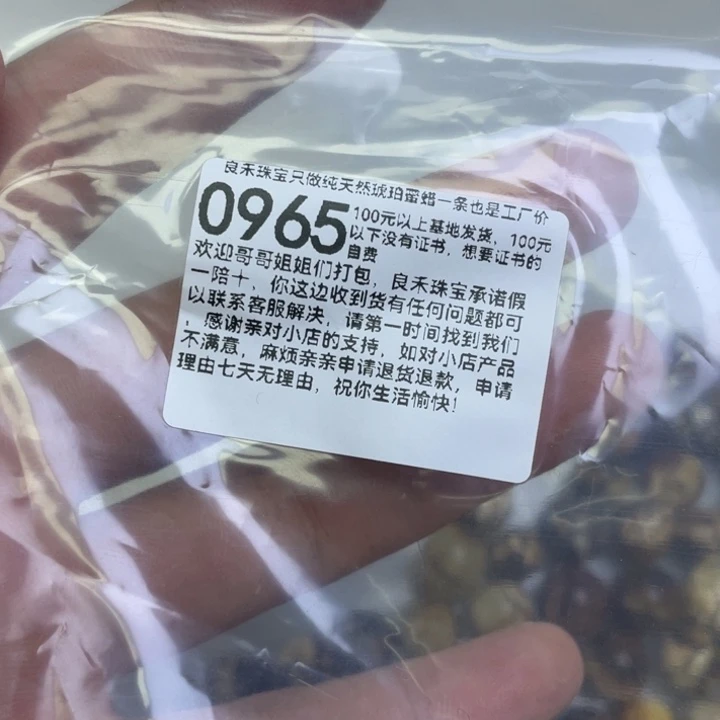 良禾珠宝只做纯天然琥珀蜜蜡一条也是工厂价
0965
100元以上基地发货，100元
以下没有证书，想要证书的
自费
欢迎哥哥姐姐们打包，良禾珠宝承诺假
一陪十，你这边收到货有任何问题都可
以联系客服解决，请第一时间找到我们
，感谢亲对小店的支持，如对小店产品
不满意，麻烦亲亲申请退货退款，申请
理由七天无理由，祝你生活愉快！